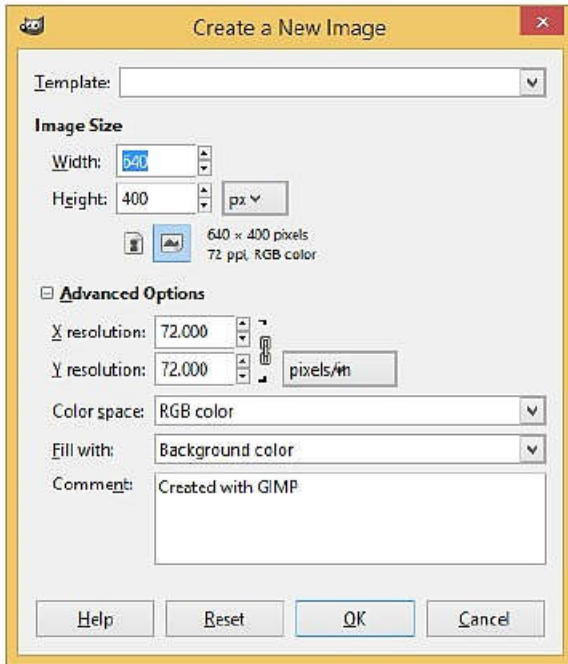 Create a New Image
Template:
Image Size
Width: 640
Height: 400 px
640 × 400 pixels
72 ppi, RGB color
Advanced Options
X resolution: 72.000
Y resolution: 72.000 pixels/in
Color space: RGB color
Fill with: Background color
Comment: Created with GIMP
Help Reset OK Cancel